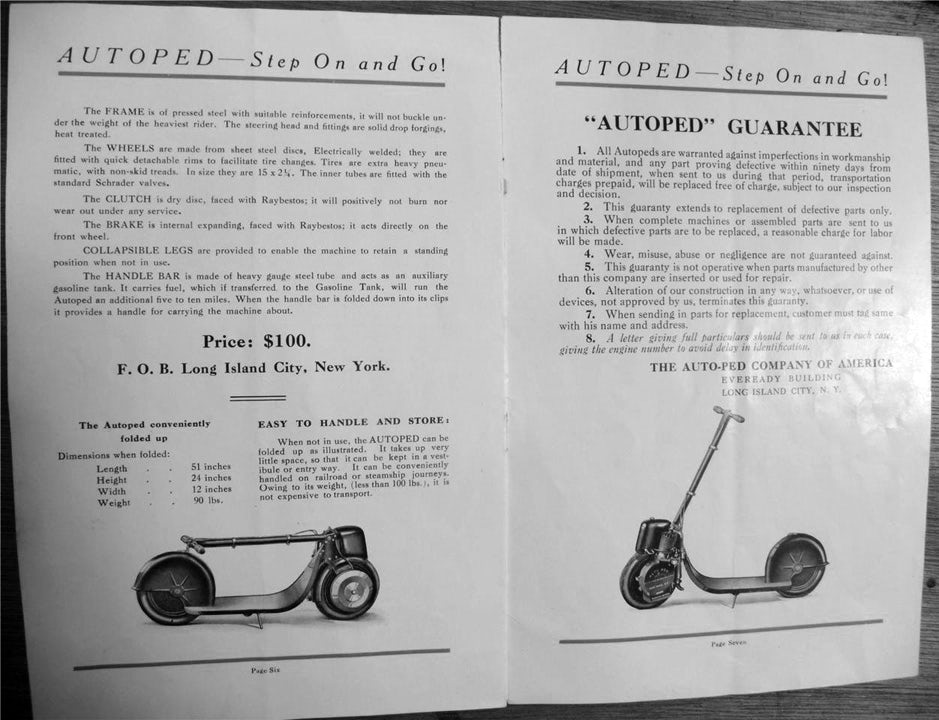 AUTOPED—Step On and Go!
The FRAME is of pressed steel with suitable reinforcements, it will not buckle un-
der the weight of the heaviest rider. The steering head and fittings are solid drop forgings,
heat treated.
The WHEELS are made from sheet steel discs, Electrically welded; they are
fitted with quick detachable rims to facilitate tire changes. Tires are extra heavy pneu-
matic, with non-skid treads. In size they are 15 x 2¼. The inner tubes are fitted with the
standard Schrader valves.
The CLUTCH is dry disc, faced with Raybestos; it will positively not burn nor
wear out under any service.
The BRAKE is internal expanding, faced with Raybestos; it acts directly on the
front wheel.
COLLAPSIBLE LEGS are provided to enable the machine to retain a standing
position when not in use.
The HANDLE BAR is made of heavy gauge steel tube and acts as an auxiliary
gasoline tank. It carries fuel, which if transferred to the Gasoline Tank, will run the
Autoped an additional five to ten miles. When the handle bar is folded down into its clips
it provides a handle for carrying the machine about.
Price: $100.
F. O. B. Long Island City, New York.
The Autoped conveniently
folded up
Dimensions when folded:
Length . . 51 inches
Height . . 24 inches
Width . . 12 inches
Weight . . 90 lbs.
EASY TO HANDLE AND STORE:
When not in use, the AUTOPED can be
folded up as illustrated. It takes up very
little space, so that it can be kept in a vest-
ibule or entry way. It can be conveniently
handled on railroad or steamship journeys.
Owing to its weight, (less than 100 lbs.), it is
not expensive to transport.
Page Six
AUTOPED—Step On and Go!
"AUTOPED" GUARANTEE
1. All Autopeds are warranted against imperfections in workmanship
and material, and any part proving defective within ninety days from
date of shipment, when sent to us during that period, transportation
charges prepaid, will be replaced free of charge, subject to our inspection
and decision.
2. This guaranty extends to replacement of defective parts only.
3. When complete machines or assembled parts are sent to us
in which defective parts are to be replaced, a reasonable charge for labor
will be made.
4. Wear, misuse, abuse or negligence are not guaranteed against.
5. This guaranty is not operative when parts manufactured by other
than this company are inserted or used for repair.
6. Alteration of our construction in any way, whatsoever, or use of
devices, not approved by us, terminates this guaranty.
7. When sending in parts for replacement, customer must tag same
with his name and address.
8. A letter giving full particulars should be sent to us in each case,
giving the engine number to avoid delay in identification.
THE AUTO-PED COMPANY OF AMERICA
EVEREADY BUILDING
LONG ISLAND CITY, N. Y.
Page Seven